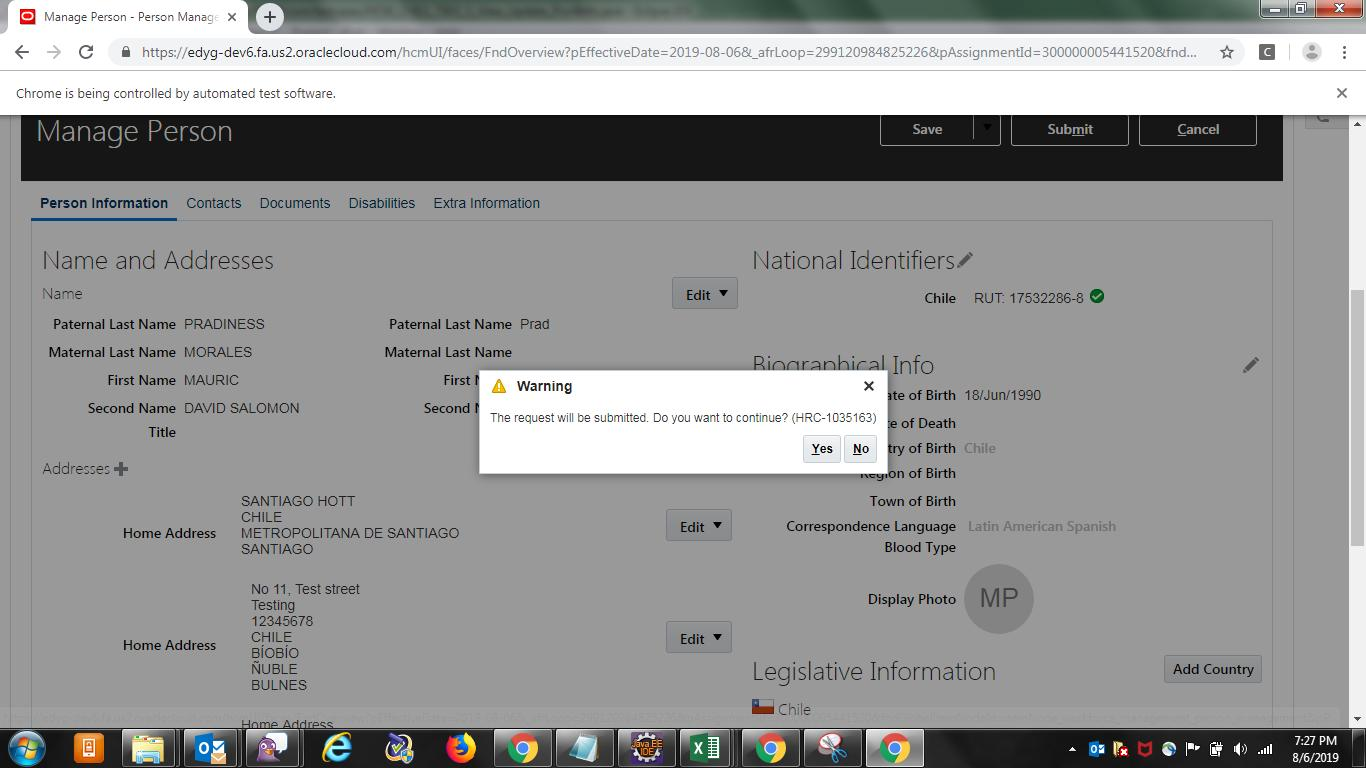 Manage Person - Person Manage
https://edyg-dev6.fa.us2.oraclecloud.com/hcmUI/faces/FndOverview?pEffectiveDate=2019-08-06&_afrLoop=299120984825226&pAssignmentId=300000005441520&fnd...
C
Chrome is being controlled by automated test software.
Manage Person
Save
Submit
Cancel
Person Information
Contacts
Documents
Disabilities
Extra Information
Name and Addresses
Name
Edit
Paternal Last Name PRADINESS
Paternal Last Name Prad
Maternal Last Name MORALES
Maternal Last Name
First Name MAURIC
Second Name DAVID SALOMON
Title
Addresses
Home Address
SANTIAGO HOTT
CHILE
METROPOLITANA DE SANTIAGO
SANTIAGO
Edit
Home Address
No 11, Test street
Testing
12345678
CHILE
BÍOBÍO
ÑUBLE
BULNES
Edit
Home Address
Warning
The request will be submitted. Do you want to continue? (HRC-1035163)
Yes
No
National Identifiers
Chile RUT: 17532286-8
Biographical Info
of Birth 18/Jun/1990
of Death
of Birth Chile
Region of Birth
Town of Birth
Correspondence Language Latin American Spanish
Blood Type
Display Photo
MP
Legislative Information
Add Country
Chile
Java EE
IDE
7:27 PM
8/6/2019